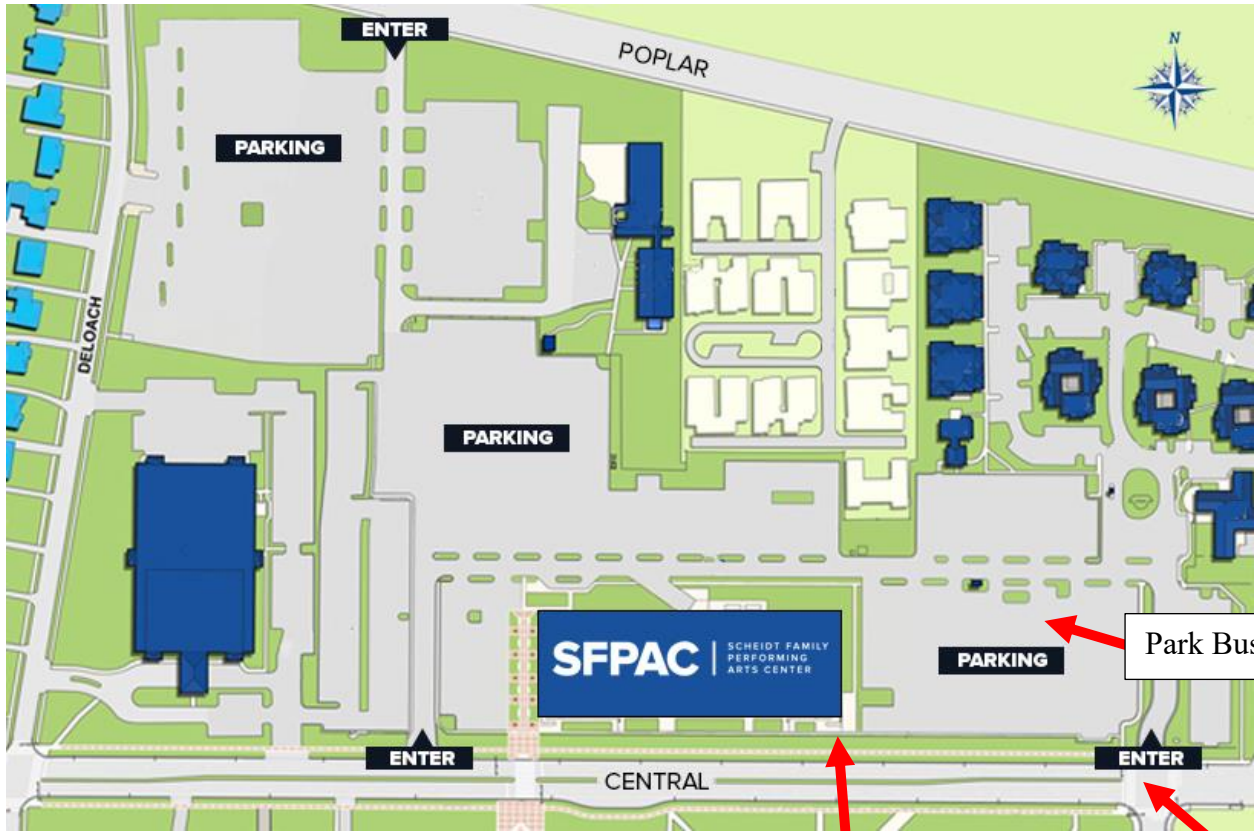 ENTER
POPLAR
N
PARKING
DELOACH
PARKING
SFPAC
SCHEIDT FAMILY
PERFORMING
ARTS CENTER
Park Bus
PARKING
ENTER
ENTER
CENTRAL